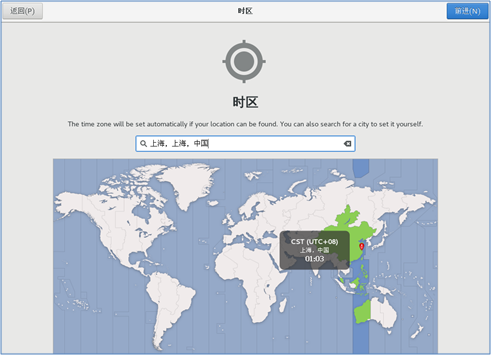 返回(P)
时区
前进(N)
时区
The time zone will be set automatically if your location can be found. You can also search for a city to set it yourself.
上海，上海，中国
CST (UTC+08)
上海，中国
01:03